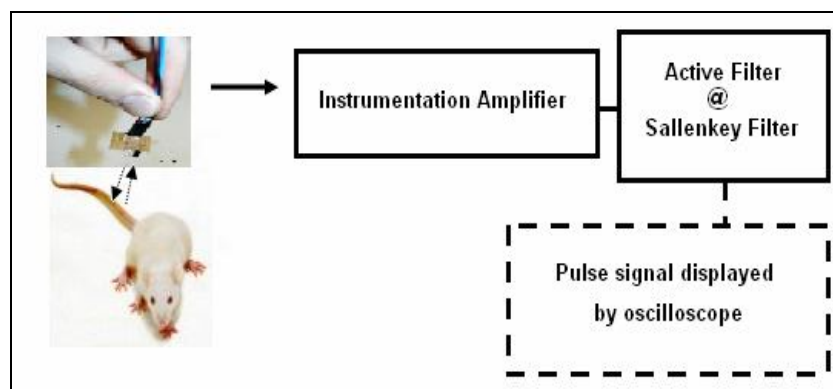 Instrumentation Amplifier
Active Filter
@
Sallenkey Filter
Pulse signal displayed
by oscilloscope